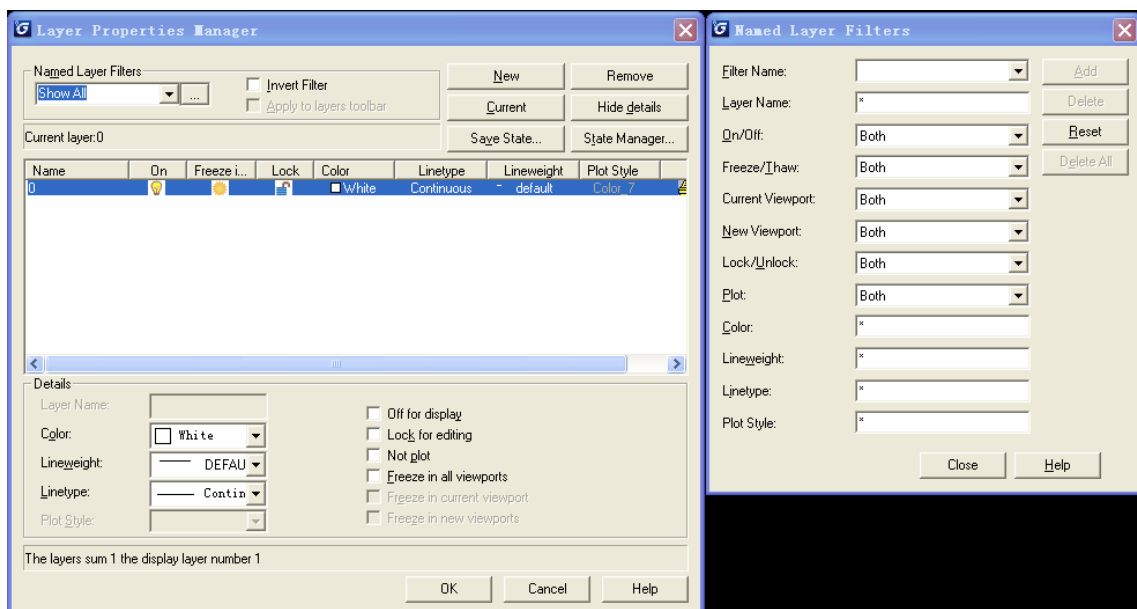 Layer Properties Manager
Named Layer Filters
Show All
...
Invert Filter
Apply to layers toolbar
New
Remove
Current
Hide details
Current layer:0
Save State...
State Manager...
Name On Freeze i... Lock Color Linetype Lineweight Plot Style
0 White Continuous default Color_7
Details
Layer Name:
Color: White
Lineweight: DEFAU
Linetype: Contin
Plot Style:
Off for display
Lock for editing
Not plot
Freeze in all viewports
Freeze in current viewport
Freeze in new viewports
The layers sum 1 the display layer number 1
OK Cancel Help
Named Layer Filters
Filter Name:
Layer Name: *
On/Off: Both
Freeze/Thaw: Both
Current Viewport: Both
New Viewport: Both
Lock/Unlock: Both
Plot: Both
Color: *
Lineweight: *
Linetype: *
Plot Style: *
Add
Delete
Reset
Delete All
Close Help